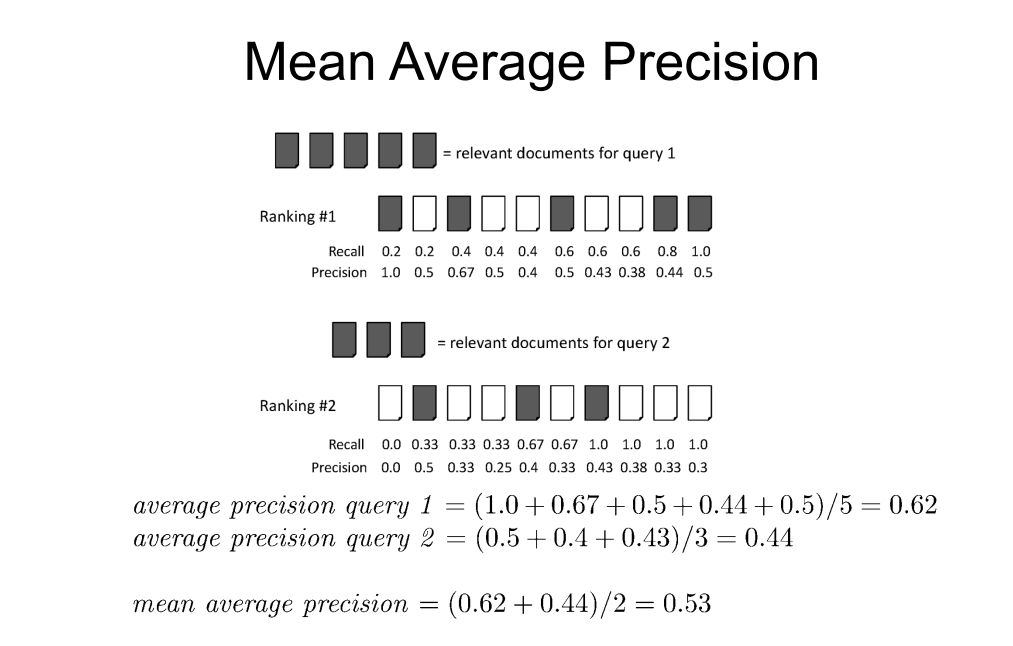 Mean Average Precision
= relevant documents for query 1
Ranking #1
Recall 0.2 0.2 0.4 0.4 0.4 0.6 0.6 0.6 0.8 1.0
Precision 1.0 0.5 0.67 0.5 0.4 0.5 0.43 0.38 0.44 0.5
= relevant documents for query 2
Ranking #2
Recall 0.0 0.33 0.33 0.33 0.67 0.67 1.0 1.0 1.0 1.0
Precision 0.0 0.5 0.33 0.25 0.4 0.33 0.43 0.38 0.33 0.3
average precision query 1 = (1.0 + 0.67 + 0.5 + 0.44 + 0.5)/5 = 0.62
average precision query 2 = (0.5 + 0.4 + 0.43)/3 = 0.44
mean average precision = (0.62 + 0.44)/2 = 0.53